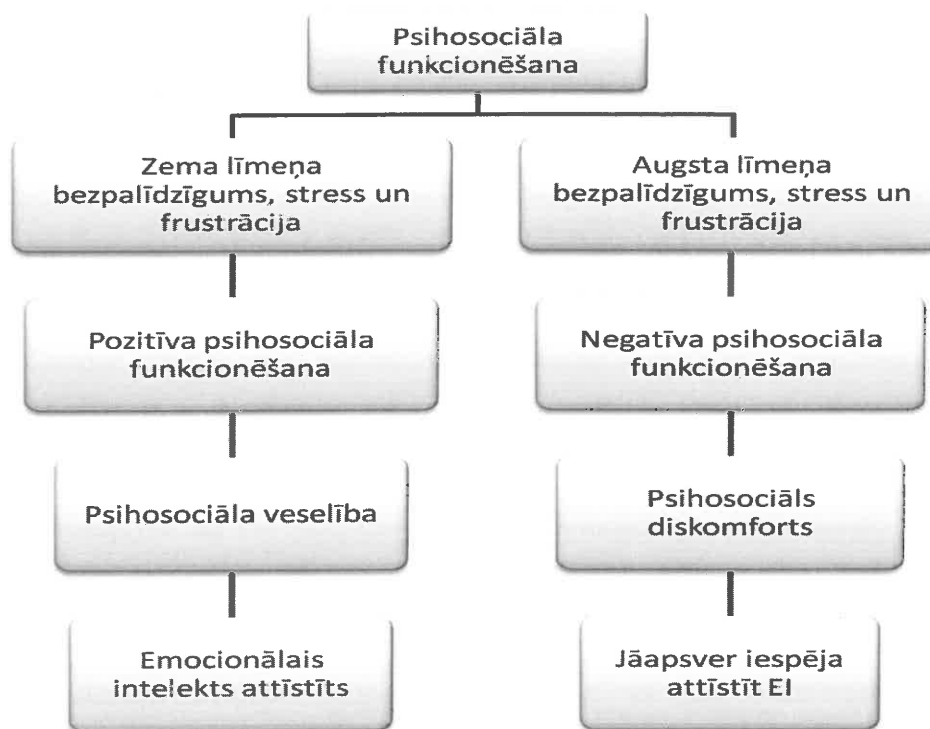 Psihosociāla
funkcionēšana
Zema līmeņa
bezpalīdzīgums, stress un
frustrācija
Augsta līmeņa
bezpalīdzīgums, stress un
frustrācija
Pozitīva psihosociāla
funkcionēšana
Negatīva psihosociāla
funkcionēšana
Psihosociāla veselība
Psihosociāls
diskomforts
Emocionālais
intelekts attīstīts
Jāapsver iespēja
attīstīt EI